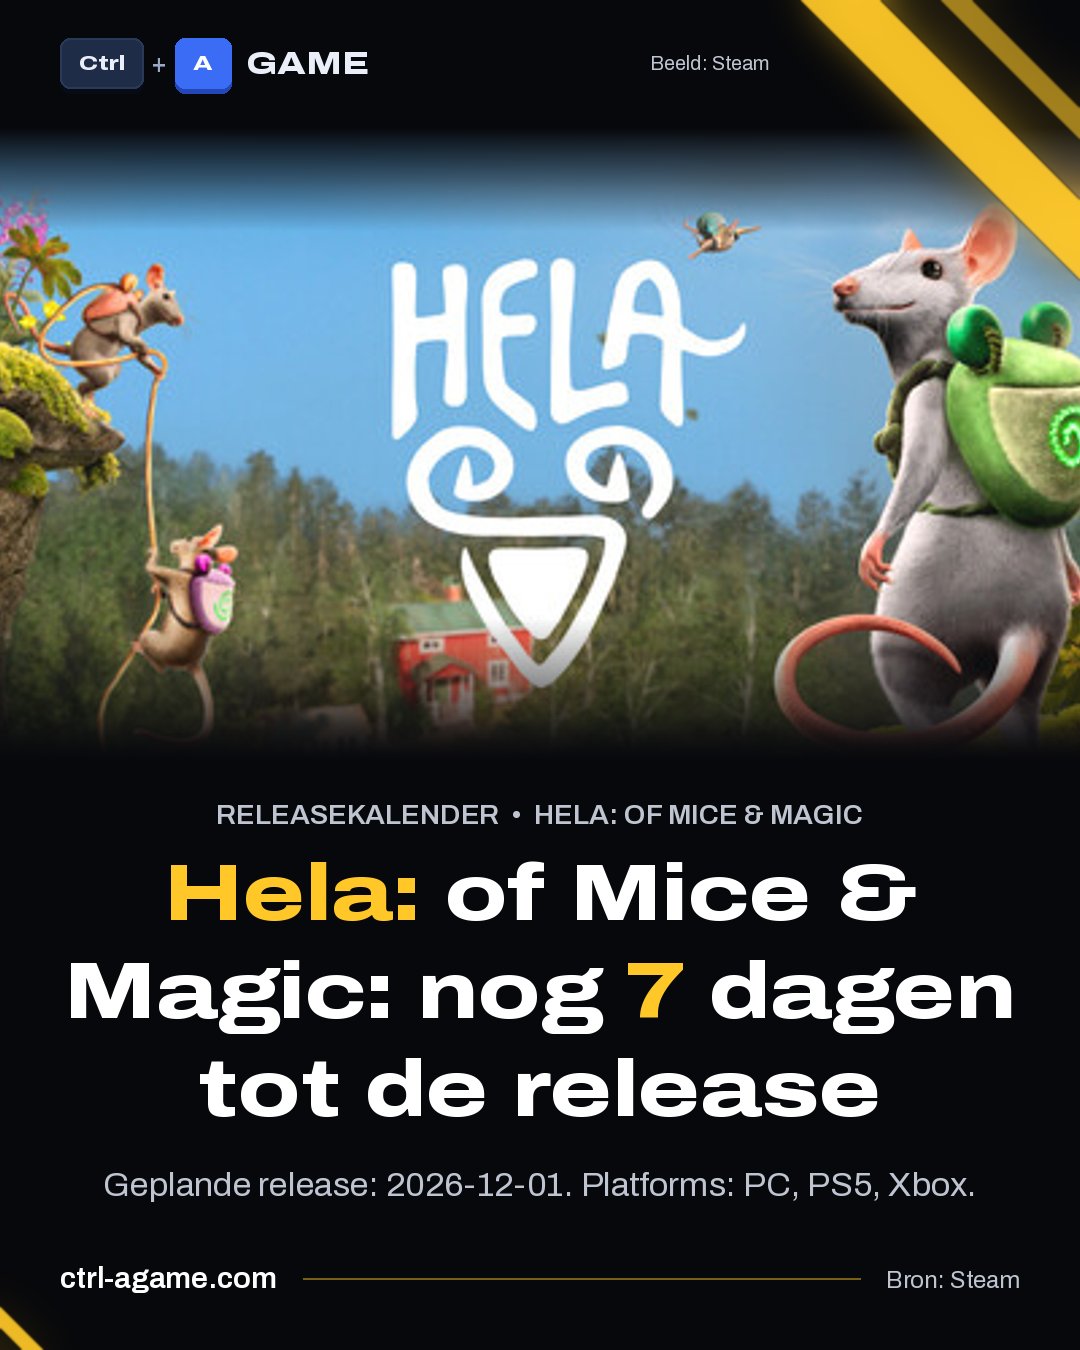 Ctrl + A GAME
Beeld: Steam
HELA
RELEASEKALENDER • HELA: OF MICE & MAGIC
Hela: of Mice &
Magic: nog 7 dagen
tot de release
Geplande release: 2026-12-01. Platforms: PC, PS5, Xbox.
ctrl-agame.com
Bron: Steam